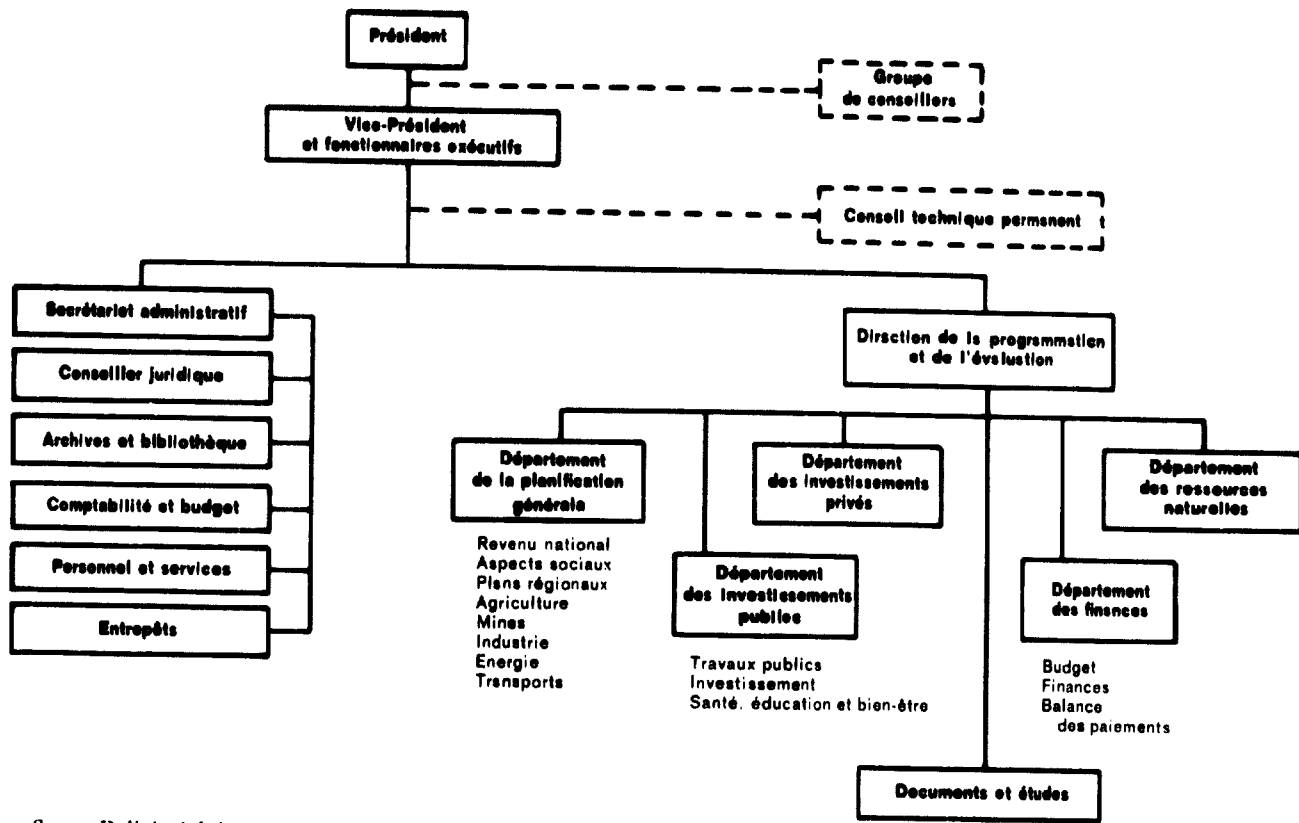 Président
Groupe
de conseillers
Vice-Président
et fonctionnaires exécutifs
Conseil technique permanent
Secrétariat administratif
Conseiller juridique
Archives et bibliothèque
Comptabilité et budget
Personnel et services
Entrepôts
Direction de la programmation
et de l'évaluation
Département
de la planification
générale
Revenu national
Aspects sociaux
Plans régionaux
Agriculture
Mines
Industrie
Energie
Transports
Département
des investissements
publics
Travaux publics
Investissement
Santé, éducation et bien-être
Département
des investissements
privés
Département
des finances
Budget
Finances
Balance
des paiements
Département
des ressources
naturelles
Documents et études